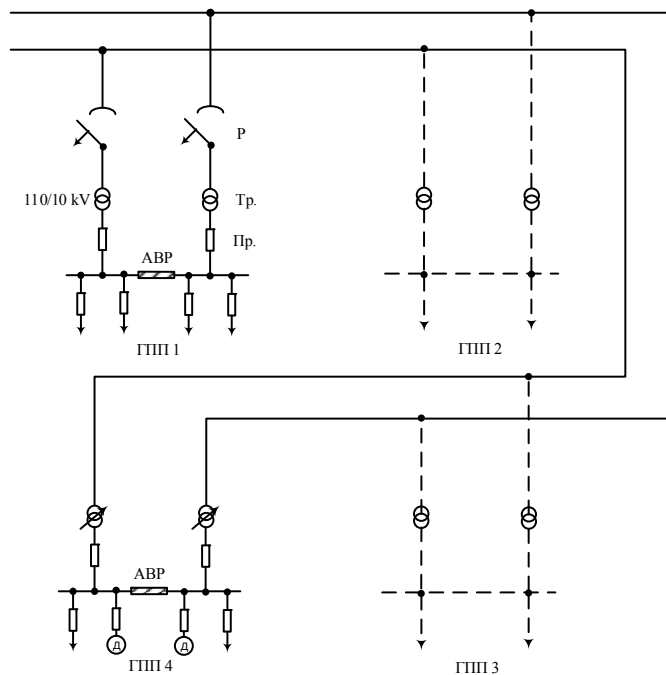 Р
110/10 kV
Тр.
Пр.
АВР
ГПП 1
ГПП 2
АВР
Д
Д
ГПП 4
ГПП 3